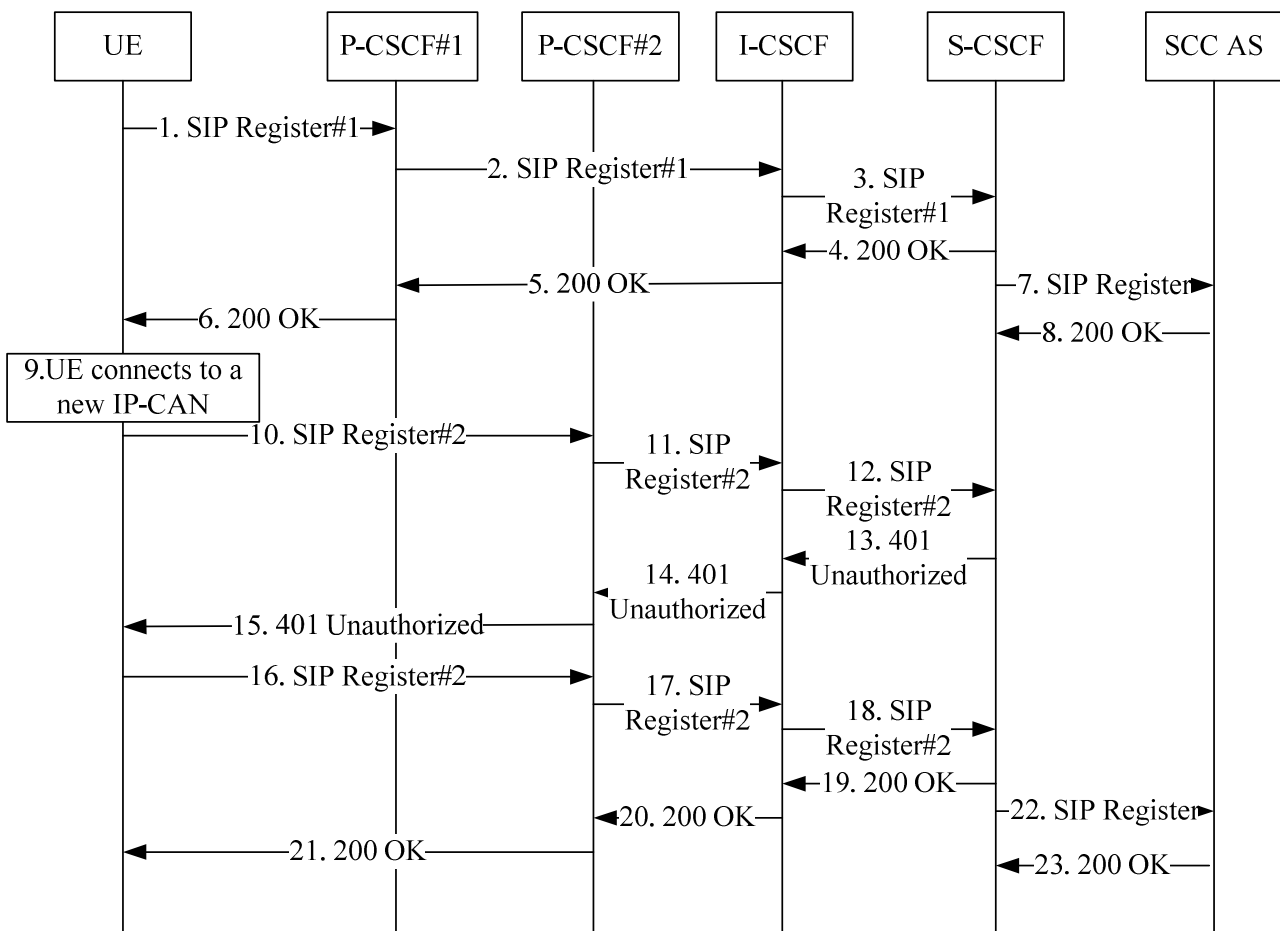 UE
P-CSCF#1
P-CSCF#2
I-CSCF
S-CSCF
SCC AS
1. SIP Register#1
2. SIP Register#1
3. SIP
Register#1
4. 200 OK
5. 200 OK
7. SIP Register
6. 200 OK
8. 200 OK
9.UE connects to a
new IP-CAN
10. SIP Register#2
11. SIP
Register#2
12. SIP
Register#2
13. 401
Unauthorized
14. 401
Unauthorized
15. 401 Unauthorized
16. SIP Register#2
17. SIP
Register#2
18. SIP
Register#2
19. 200 OK
20. 200 OK
22. SIP Register
21. 200 OK
23. 200 OK